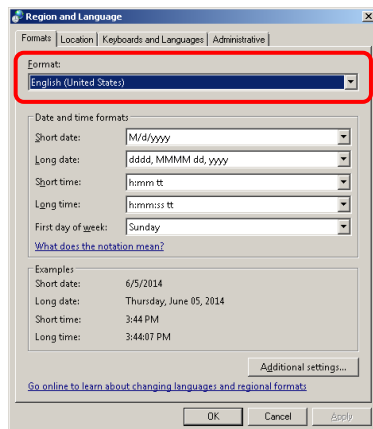 Region and Language
Formats Location Keyboards and Languages Administrative
Format:
English (United States)
Date and time formats
Short date: M/d/yyyy
Long date: dddd, MMMM dd, yyyy
Short time: h:mm tt
Long time: h:mm:ss tt
First day of week: Sunday
What does the notation mean?
Examples
Short date: 6/5/2014
Long date: Thursday, June 05, 2014
Short time: 3:44 PM
Long time: 3:44:07 PM
Additional settings...
Go online to learn about changing languages and regional formats
OK Cancel Apply